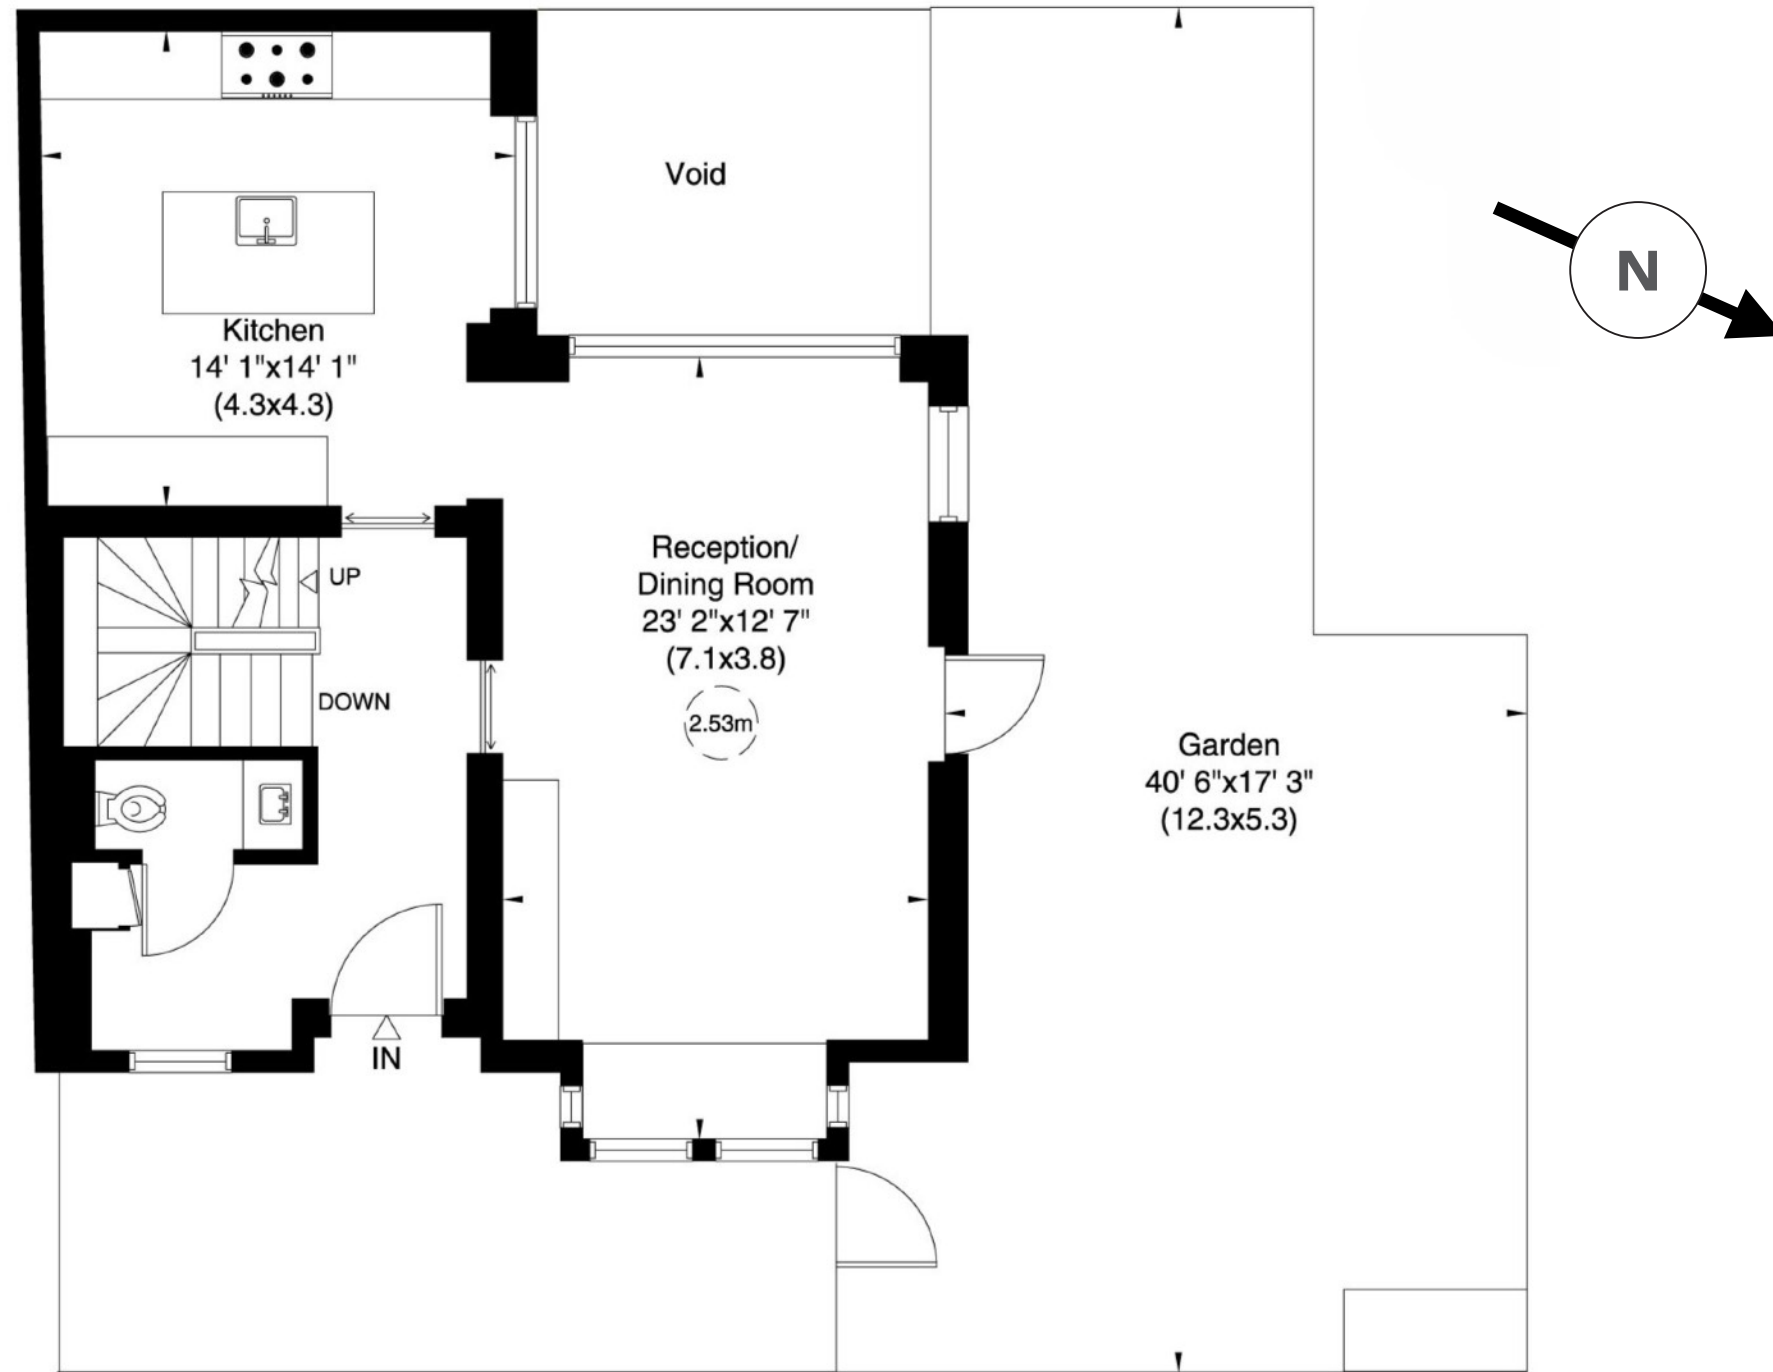 Void
N
Kitchen
14' 1"x14' 1"
(4.3x4.3)
UP
DOWN
Reception/
Dining Room
23' 2"x12' 7"
(7.1x3.8)
2.53m
Garden
40' 6"x17' 3"
(12.3x5.3)
IN